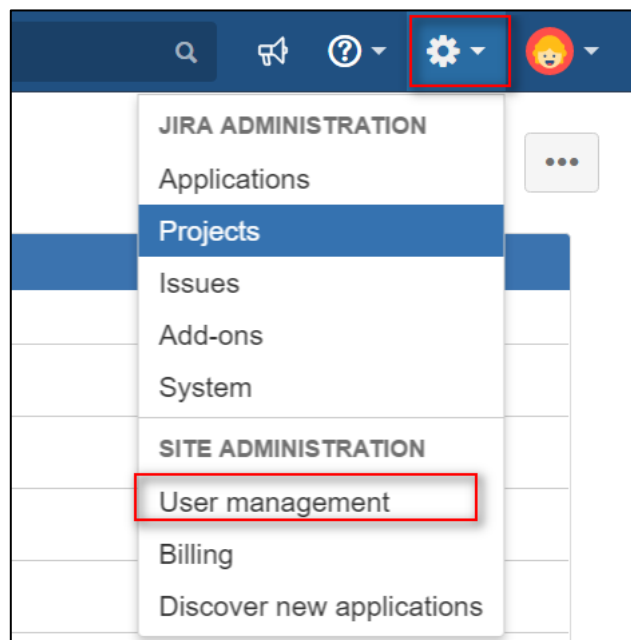 JIRA ADMINISTRATION
Applications
Projects
Issues
Add-ons
System
SITE ADMINISTRATION
User management
Billing
Discover new applications